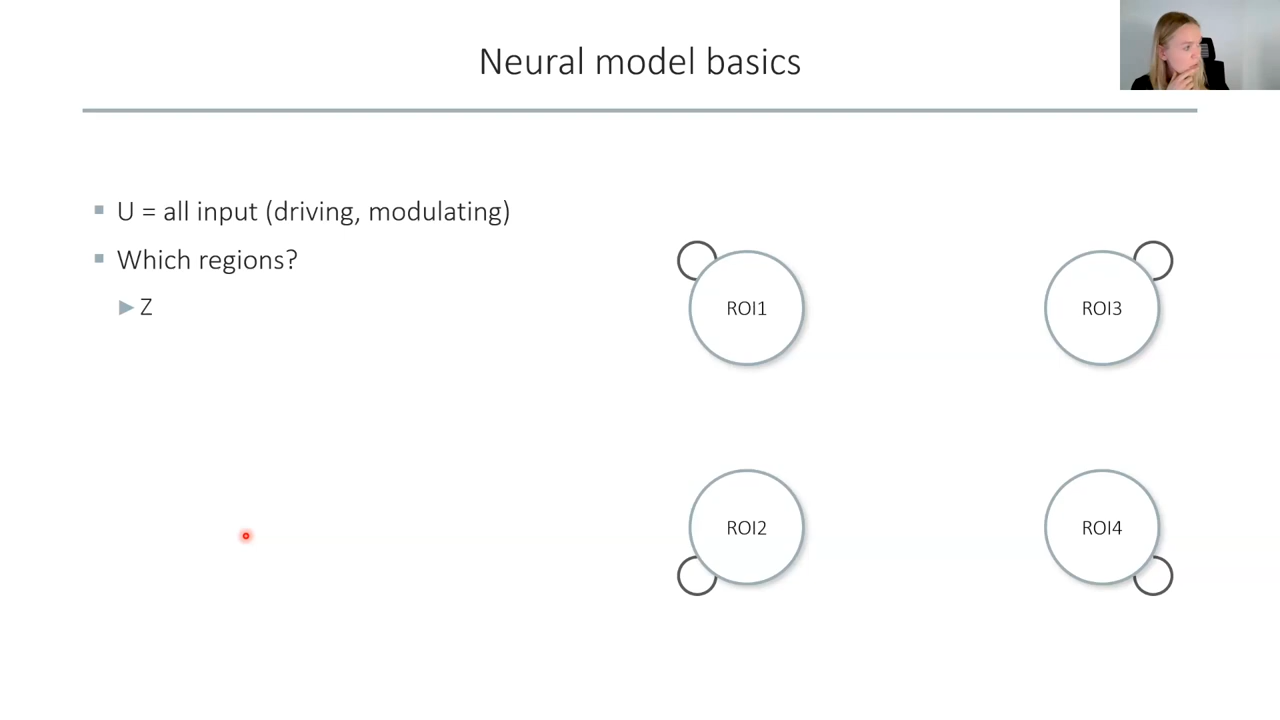 Neural model basics
U = all input (driving, modulating)
Which regions?
Z
ROI1
ROI3
ROI2
ROI4